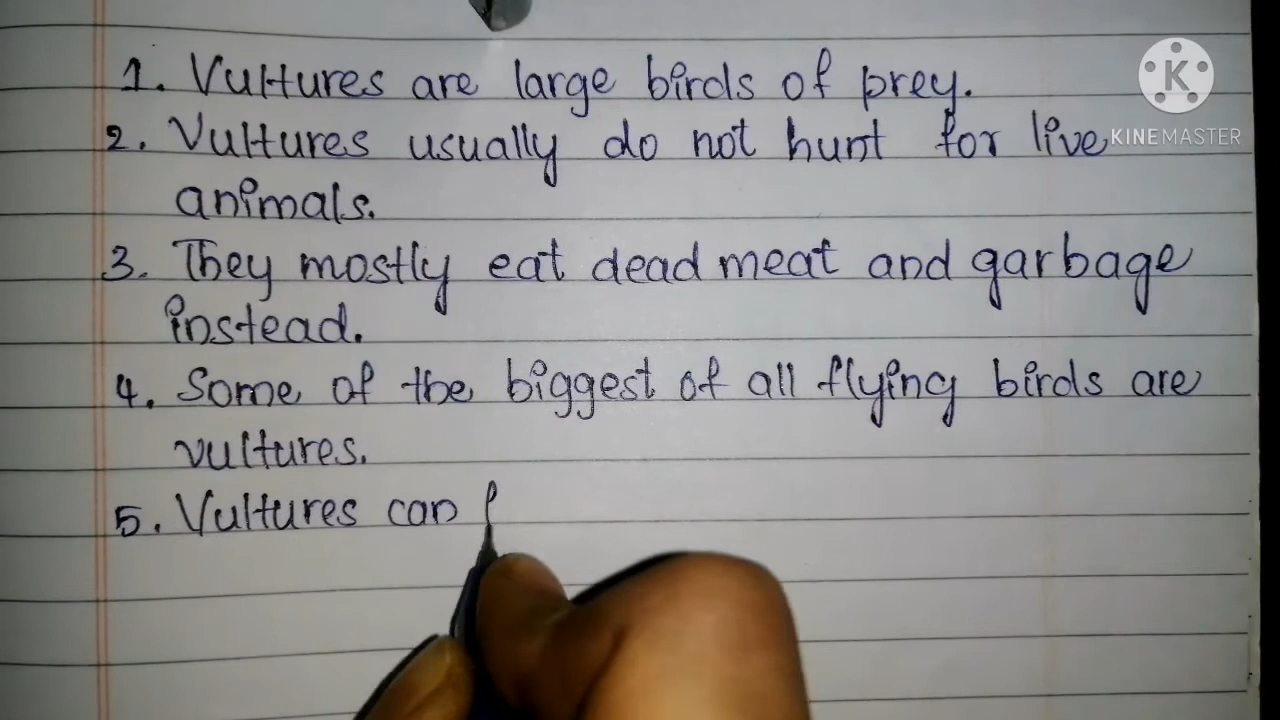 1. Vultures are large birds of prey.
2. Vultures usually do not hunt for live
animals.
3. They mostly eat dead meat and garbage
instead.
4. Some of the biggest of all flying birds are
vultures.
5. Vultures can
K
KINEMASTER